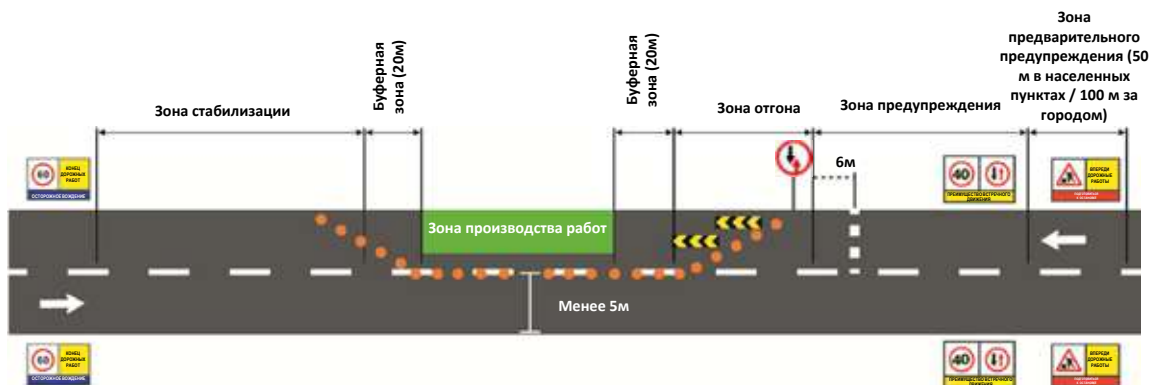 Зона
предварительного
предупреждения (50
м в населенных
пунктах / 100 м за
городом)
Буферная
зона (20м)
Буферная
зона (20м)
Зона стабилизации
Зона отгона
Зона предупреждения
6м
60
КОНЕЦ
ДОРОЖНЫХ
РАБОТ
ОСТОРОЖНОЕ ВОЖДЕНИЕ
40
ПРЕИМУЩЕСТВО ВСТРЕЧНОГО
ДВИЖЕНИЯ
ВПЕРЕДИ
ДОРОЖНЫЕ
РАБОТЫ
Зона производства работ
Менее 5м
60
КОНЕЦ
ДОРОЖНЫХ
РАБОТ
ОСТОРОЖНОЕ ВОЖДЕНИЕ
40
ПРЕИМУЩЕСТВО ВСТРЕЧНОГО
ДВИЖЕНИЯ
ВПЕРЕДИ
ДОРОЖНЫЕ
РАБОТЫ